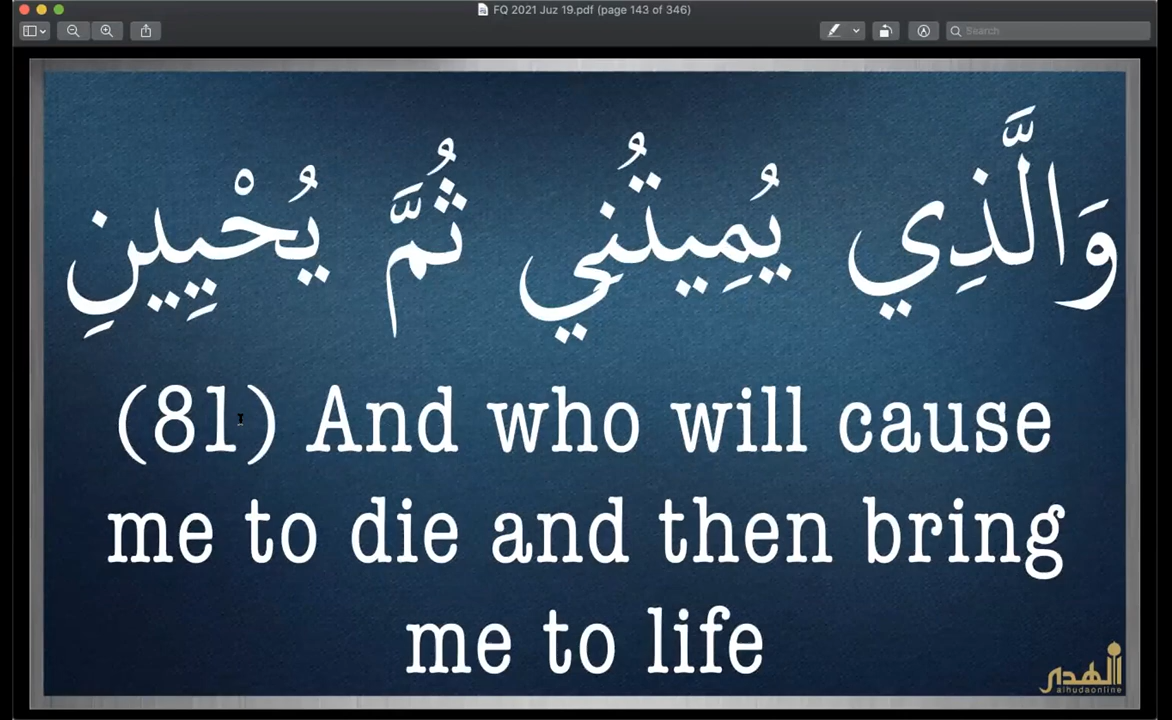 FQ 2021 Juz 19.pdf (page 143 of 346)
Search
وَالَّذِي يُمِيتُنِي ثُمَّ يُحْيِينِ
(81) And who will cause
me to die and then bring
me to life
الهدى
alhudaonline